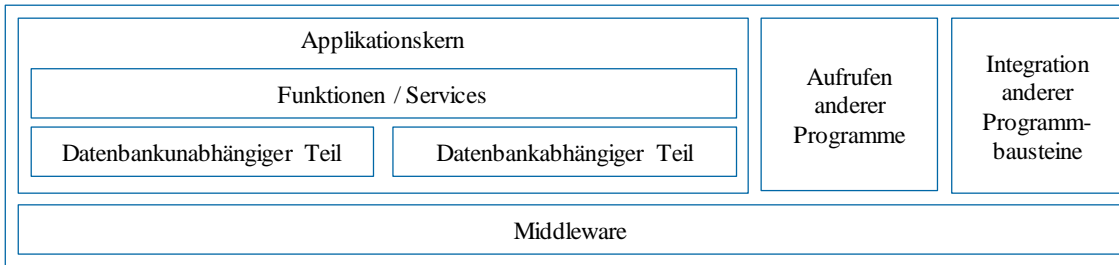 Applikationskern
Funktionen / Services
Datenbankunabhängiger Teil
Datenbankabhängiger Teil
Aufrufen
anderer
Programme
Integration
anderer
Programm-
bausteine
Middleware